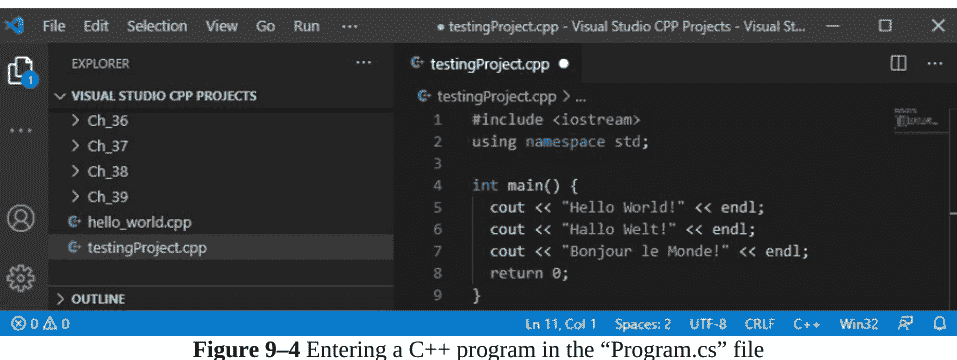 File Edit Selection View Go Run ··· ● testingProject.cpp - Visual Studio CPP Projects - Visual St...
EXPLORER ···
testingProject.cpp ●
1
VISUAL STUDIO CPP PROJECTS
Ch_36
Ch_37
Ch_38
Ch_39
hello_world.cpp
testingProject.cpp
OUTLINE
testingProject.cpp > ...
1 #include <iostream>
2 using namespace std;
3
4 int main() {
5 cout << "Hello World!" << endl;
6 cout << "Hallo Welt!" << endl;
7 cout << "Bonjour le Monde!" << endl;
8 return 0;
9 }
0 0 Ln 11, Col 1 Spaces: 2 UTF-8 CRLF C++ Win32
Figure 9–4 Entering a C++ program in the “Program.cs” file